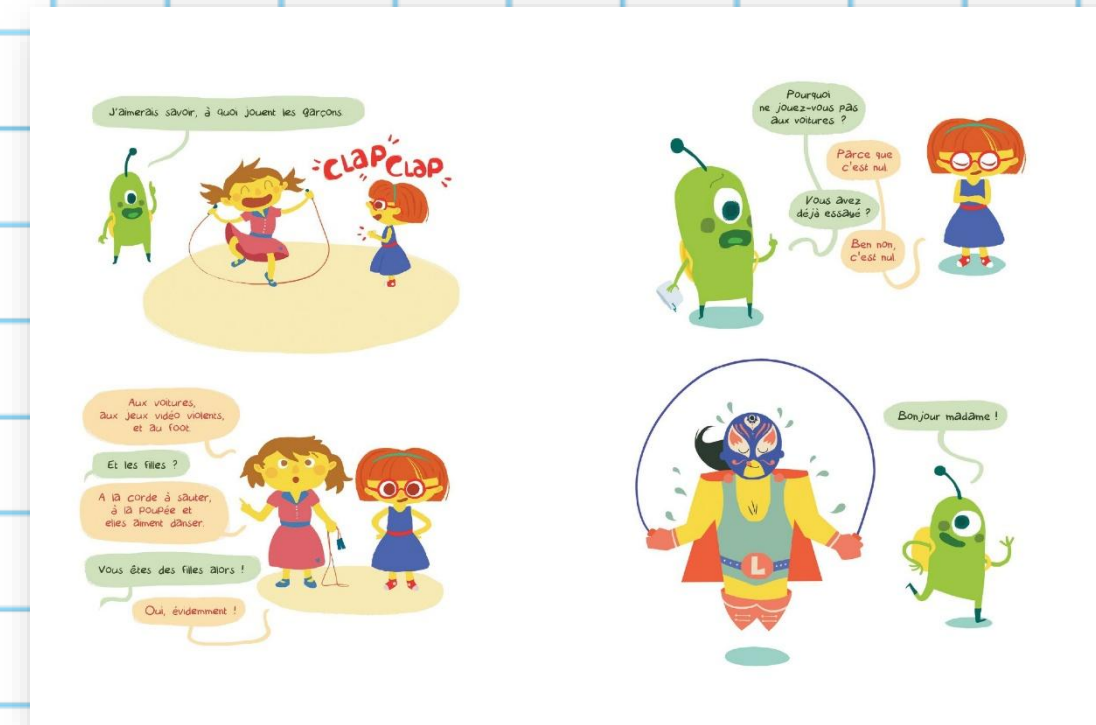 J'aimerais savoir, à quoi jouent les garçons.
CLAP CLAP
Aux voitures,
aux jeux vidéo violents,
et au foot.
Et les filles ?
A la corde à sauter,
à la poupée et
elles aiment danser.
Vous êtes des filles alors !
Oui, évidemment !
Pourquoi
ne jouez-vous pas
aux voitures ?
Parce que
c'est nul.
Vous avez
déjà essayé ?
Ben non,
c'est nul.
Bonjour madame !
L